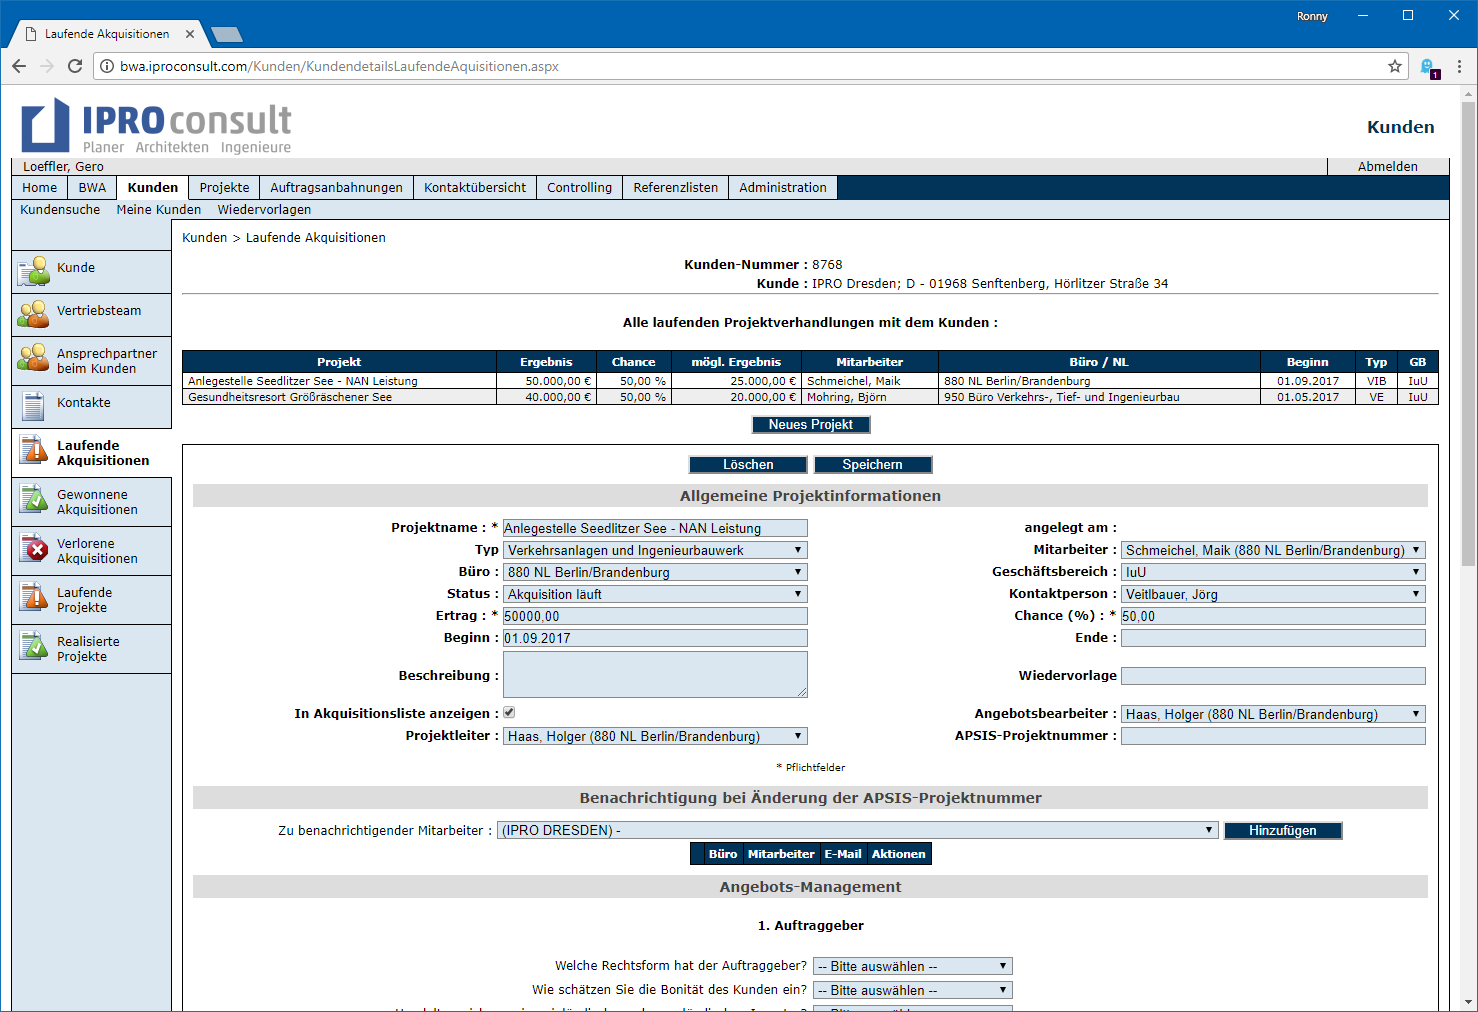 Ronny
Laufende Akquisitionen
bwa.iproconsult.com/Kunden/KundendetailsLaufendeAquisitionen.aspx
1
IPROconsult
Planer Architekten Ingenieure
Kunden
Loeffler, Gero
Abmelden
Home BWA Kunden Projekte Auftragsanbahnungen Kontaktübersicht Controlling Referenzlisten Administration
Kundensuche Meine Kunden Wiedervorlagen
Kunde
Vertriebsteam
Ansprechpartner
beim Kunden
Kontakte
Laufende
Akquisitionen
Gewonnene
Akquisitionen
Verlorene
Akquisitionen
Laufende
Projekte
Realisierte
Projekte
Kunden > Laufende Akquisitionen
Kunden-Nummer : 8768
Kunde : IPRO Dresden; D - 01968 Senftenberg, Hörlitzer Straße 34
Alle laufenden Projektverhandlungen mit dem Kunden :
Projekt Ergebnis Chance mögl. Ergebnis Mitarbeiter Büro / NL Beginn Typ GB
Anlegestelle Seedlitzer See - NAN Leistung 50.000,00 € 50,00 % 25.000,00 € Schmeichel, Maik 880 NL Berlin/Brandenburg 01.09.2017 VIB IuU
Gesundheitsresort Größräschener See 40.000,00 € 50,00 % 20.000,00 € Mohring, Björn 950 Büro Verkehrs-, Tief- und Ingenieurbau 01.05.2017 VE IuU
Neues Projekt
Löschen Speichern
Allgemeine Projektinformationen
Projektname : * Anlegestelle Seedlitzer See - NAN Leistung angelegt am :
Typ Verkehrsanlagen und Ingenieurbauwerk Mitarbeiter : Schmeichel, Maik (880 NL Berlin/Brandenburg)
Büro : 880 NL Berlin/Brandenburg Geschäftsbereich : IuU
Status : Akquisition läuft Kontaktperson : Veitlbauer, Jörg
Ertrag : * 50000,00 Chance (%) : * 50,00
Beginn : 01.09.2017 Ende :
Beschreibung : Wiedervorlage
In Akquisitionsliste anzeigen : Angebotsbearbeiter : Haas, Holger (880 NL Berlin/Brandenburg)
Projektleiter : Haas, Holger (880 NL Berlin/Brandenburg) APSIS-Projektnummer :
* Pflichtfelder
Benachrichtigung bei Änderung der APSIS-Projektnummer
Zu benachrichtigender Mitarbeiter : (IPRO DRESDEN) - Hinzufügen
Büro Mitarbeiter E-Mail Aktionen
Angebots-Management
1. Auftraggeber
Welche Rechtsform hat der Auftraggeber? -- Bitte auswählen --
Wie schätzen Sie die Bonität des Kunden ein? -- Bitte auswählen --